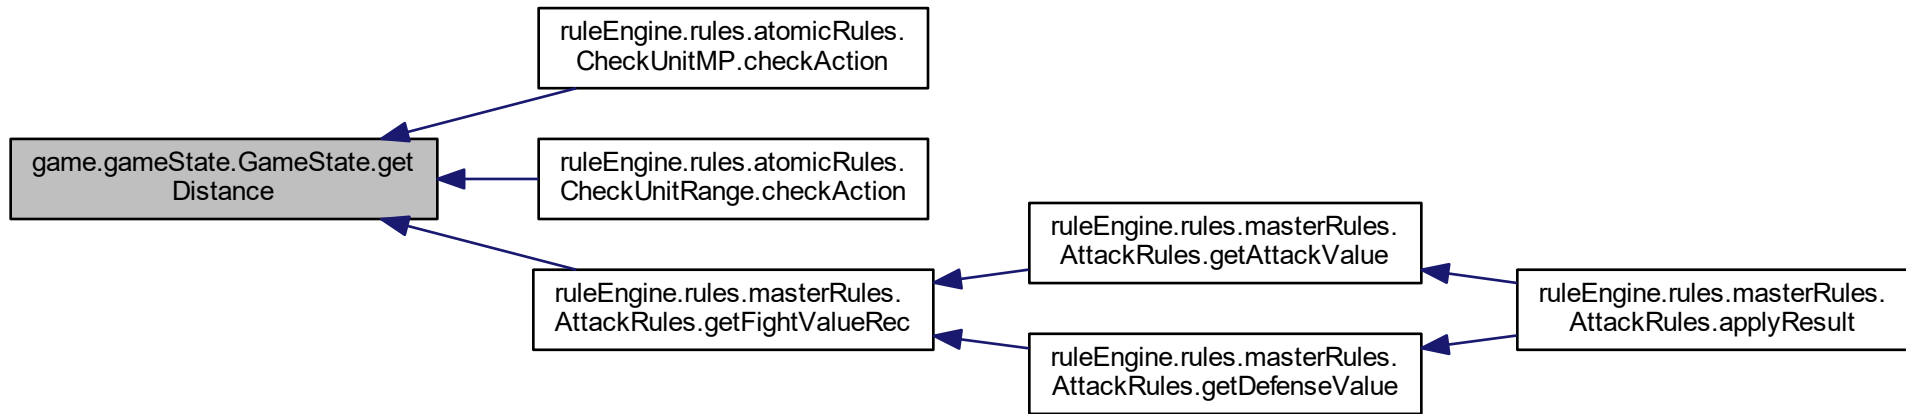 ruleEngine.rules.atomicRules.
CheckUnitMP.checkAction
game.gameState.GameState.get
Distance
ruleEngine.rules.atomicRules.
CheckUnitRange.checkAction
ruleEngine.rules.masterRules.
AttackRules.getFightValueRec
ruleEngine.rules.masterRules.
AttackRules.getAttackValue
ruleEngine.rules.masterRules.
AttackRules.getDefenseValue
ruleEngine.rules.masterRules.
AttackRules.applyResult